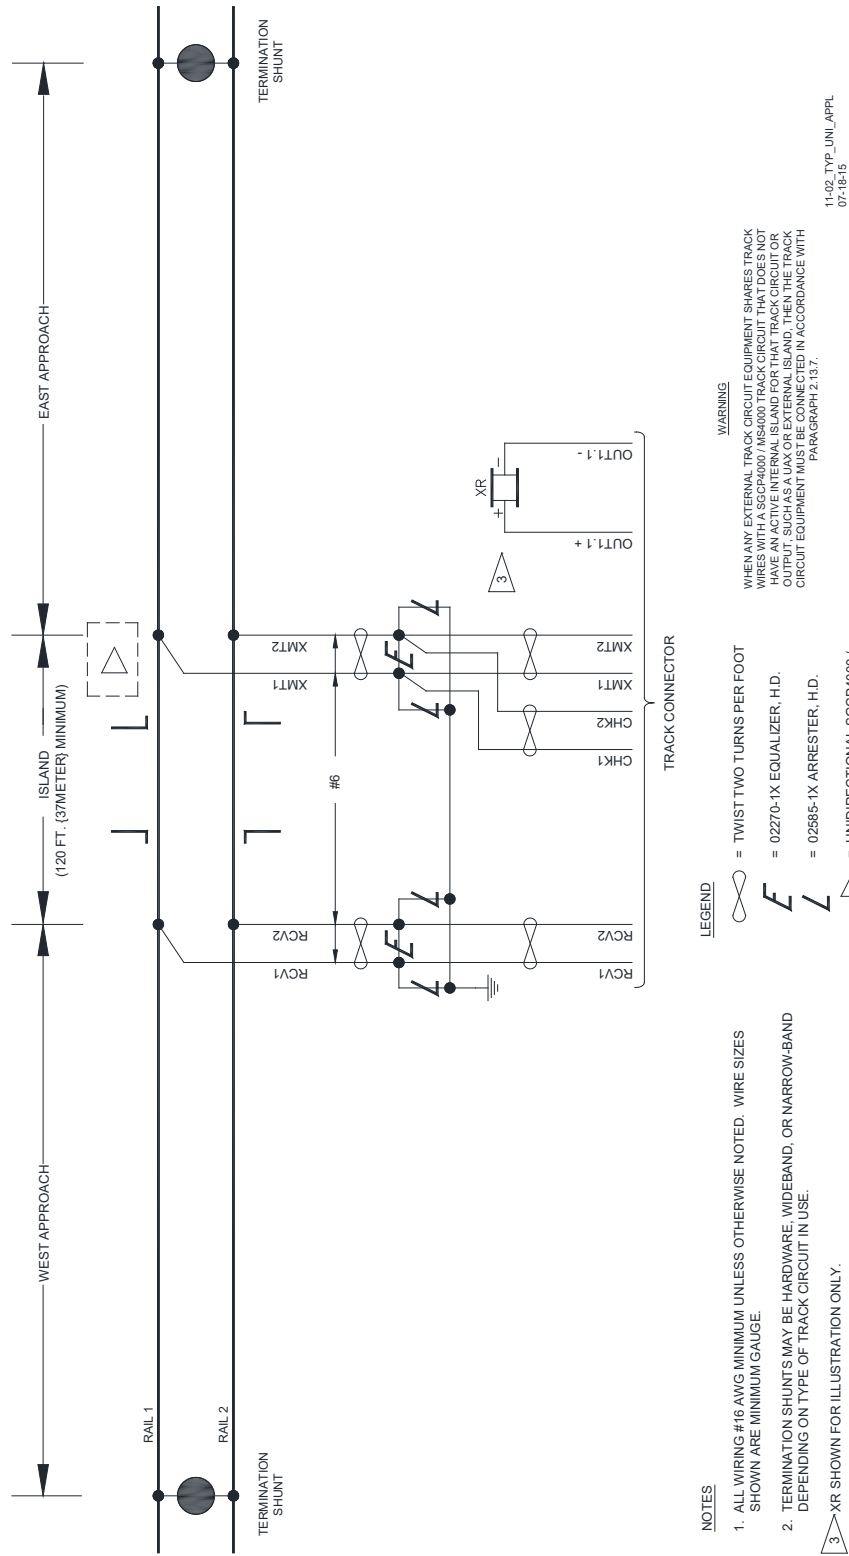 WEST APPROACH
ISLAND
(120 FT. {37METER} MINIMUM)
EAST APPROACH
RAIL 1
RAIL 2
TERMINATION
SHUNT
TERMINATION
SHUNT
RCV1
RCV2
#6
XMT1
XMT2
RCV1
RCV2
CHK1
CHK2
XMT1
XMT2
3
+
XR
-
OUT1.1 +
OUT1.1 -
TRACK CONNECTOR
NOTES
1. ALL WIRING #16 AWG MINIMUM UNLESS OTHERWISE NOTED. WIRE SIZES
SHOWN ARE MINIMUM GAUGE.
2. TERMINATION SHUNTS MAY BE HARDWARE, WIDEBAND, OR NARROW-BAND
DEPENDING ON TYPE OF TRACK CIRCUIT IN USE.
3 XR SHOWN FOR ILLUSTRATION ONLY.
LEGEND
= TWIST TWO TURNS PER FOOT
= 02270-1X EQUALIZER, H.D.
= 02585-1X ARRESTER, H.D.
WARNING
WHEN ANY EXTERNAL TRACK CIRCUIT EQUIPMENT SHARES TRACK
WIRES WITH A SGCP4000 / MS4000 TRACK CIRCUIT THAT DOES NOT
HAVE AN ACTIVE INTERNAL ISLAND FOR THAT TRACK CIRCUIT OR
OUTPUT, SUCH AS A UAX OR EXTERNAL ISLAND, THEN THE TRACK
CIRCUIT EQUIPMENT MUST BE CONNECTED IN ACCORDANCE WITH
PARAGRAPH 2.13.7.
11-02_TYP_UNI_APPL
07-18-15